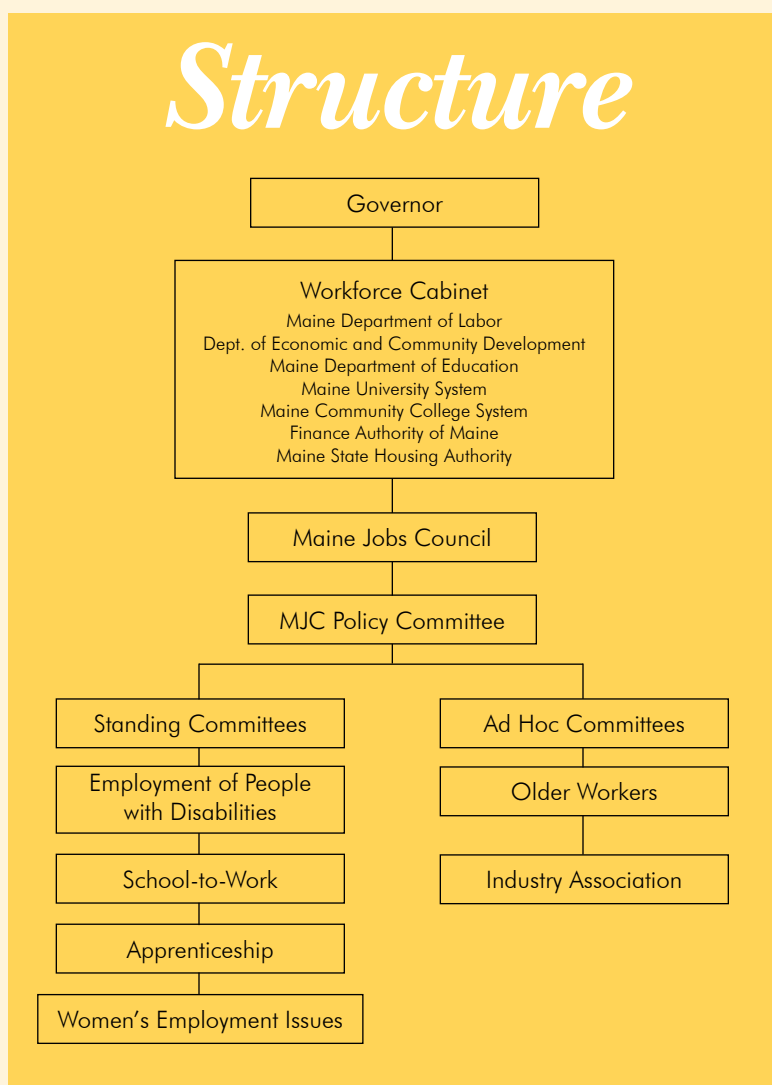 Structure
Governor
Workforce Cabinet
Maine Department of Labor
Dept. of Economic and Community Development
Maine Department of Education
Maine University System
Maine Community College System
Finance Authority of Maine
Maine State Housing Authority
Maine Jobs Council
MJC Policy Committee
Standing Committees
Employment of People
with Disabilities
School-to-Work
Apprenticeship
Women's Employment Issues
Ad Hoc Committees
Older Workers
Industry Association